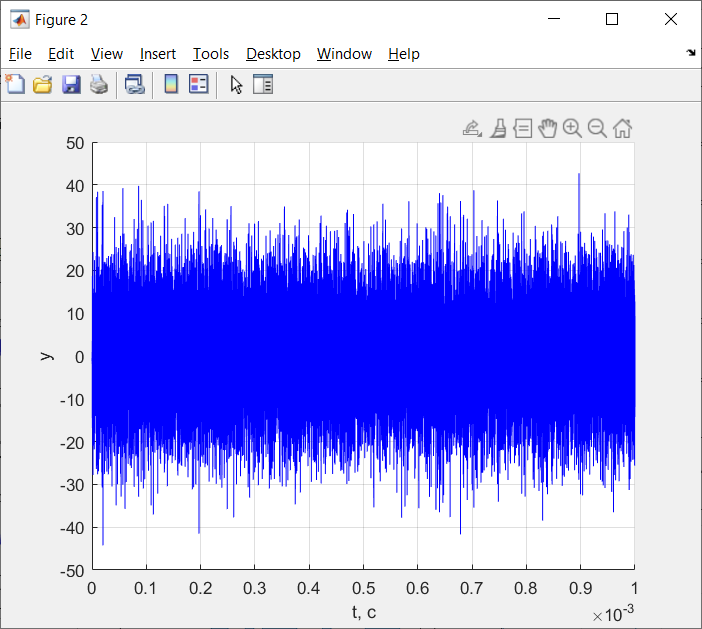 Figure 2
File Edit View Insert Tools Desktop Window Help
50
40
30
20
10
0
-10
-20
-30
-40
-50
y
0 0.1 0.2 0.3 0.4 0.5 0.6 0.7 0.8 0.9 1
t, c
×10⁻³